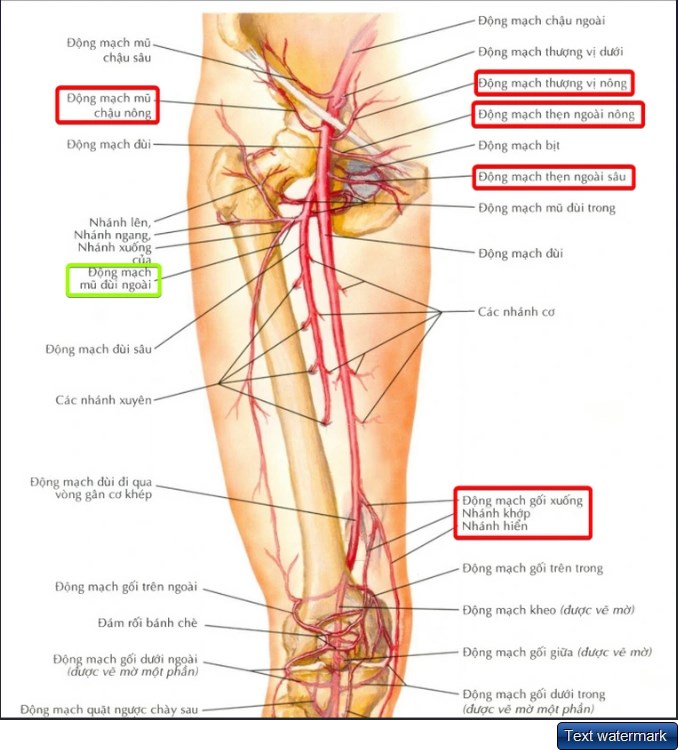 Động mạch mũ
chậu sâu
Động mạch mũ
chậu nông
Động mạch đùi
Nhánh lên,
Nhánh ngang,
Nhánh xuống
của
Động mạch
mũ đùi ngoài
Động mạch đùi sâu
Các nhánh xuyên
Động mạch đùi đi qua
vòng gân cơ khép
Động mạch gối trên ngoài
Đám rối bánh chè
Động mạch gối dưới ngoài
(được vẽ mờ một phần)
Động mạch quặt ngược chày sau
Động mạch chậu ngoài
Động mạch thượng vị dưới
Động mạch thượng vị nông
Động mạch thẹn ngoài nông
Động mạch bịt
Động mạch thẹn ngoài sâu
Động mạch mũ đùi trong
Động mạch đùi
Các nhánh cơ
Động mạch gối xuống
Nhánh khớp
Nhánh hiển
Động mạch gối trên trong
Động mạch kheo (được vẽ mờ)
Động mạch gối giữa (được vẽ mờ)
Động mạch gối dưới trong
(được vẽ mờ một phần)
Text watermark